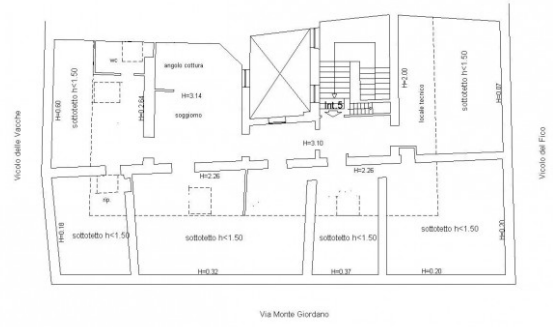 wc
angolo cottura
sottotetto h<1.50
H=0.60
H=2.64
H=3.14
soggiorno
Int.5
H=2.00
locale tecnico
sottotetto h<1.50
H=0.07
Vicolo delle Vacche
Vicolo del Fico
H=3.10
H=2.26
H=2.26
rip
H=0.18
sottotetto h<1.50
sottotetto h<1.50
sottotetto h<1.50
sottotetto h<1.50
H=0.20
H=0.32
H=0.37
H=0.20
Via Monte Giordano